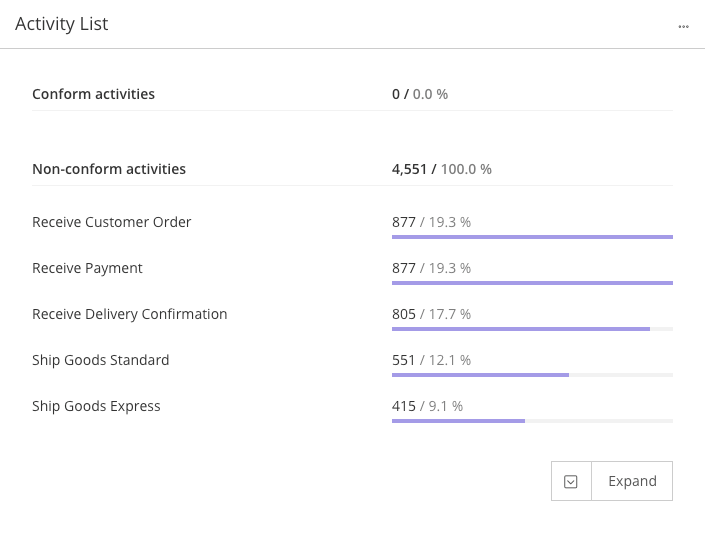 Activity List
Conform activities 0 / 0.0 %
Non-conform activities 4,551 / 100.0 %
Receive Customer Order 877 / 19.3 %
Receive Payment 877 / 19.3 %
Receive Delivery Confirmation 805 / 17.7 %
Ship Goods Standard 551 / 12.1 %
Ship Goods Express 415 / 9.1 %
Expand